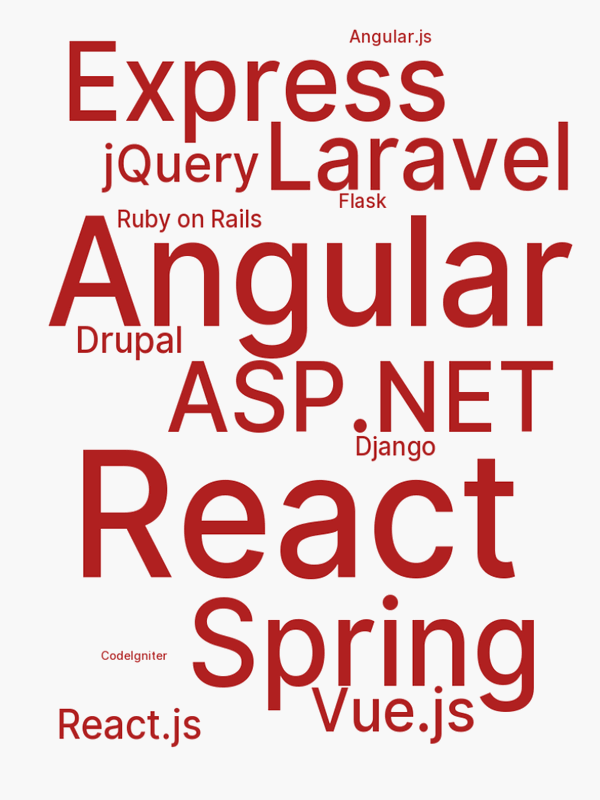 Angular.js
Express
Laravel
jQuery
Flask
Ruby on Rails
Angular
Drupal
ASP.NET
Django
React
Spring
CodeIgniter
Vue.js
React.js